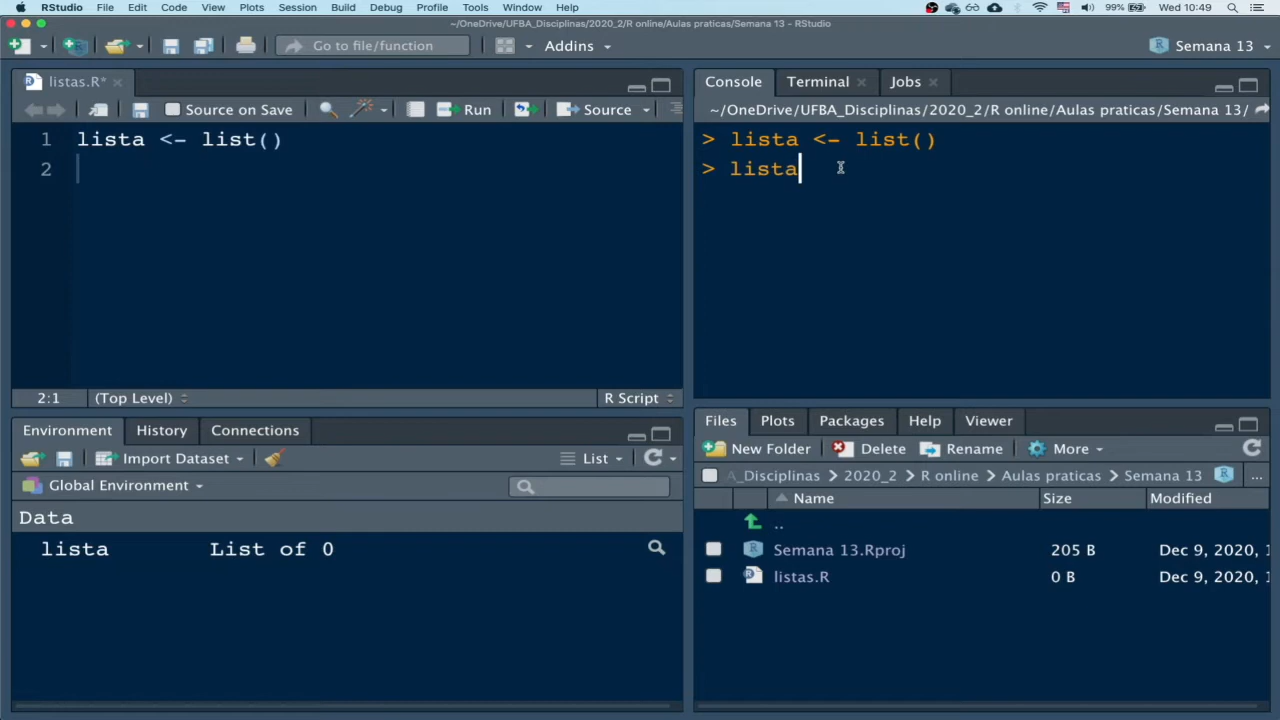 RStudio File Edit Code View Plots Session Build Debug Profile Tools Window Help 99% Wed 10:49
~/OneDrive/UFBA_Disciplinas/2020_2/R online/Aulas praticas/Semana 13 - RStudio
Go to file/function Addins Semana 13
listas.R*
Source on Save Run Source
1 lista <- list()
2
2:1 (Top Level) R Script
Console Terminal Jobs
~/OneDrive/UFBA_Disciplinas/2020_2/R online/Aulas praticas/Semana 13/
> lista <- list()
> lista
Environment History Connections
Import Dataset List
Global Environment
Data
lista List of 0
Files Plots Packages Help Viewer
New Folder Delete Rename More
A_Disciplinas > 2020_2 > R online > Aulas praticas > Semana 13 ...
Name Size Modified
..
Semana 13.Rproj 205 B Dec 9, 2020, 1
listas.R 0 B Dec 9, 2020, 1